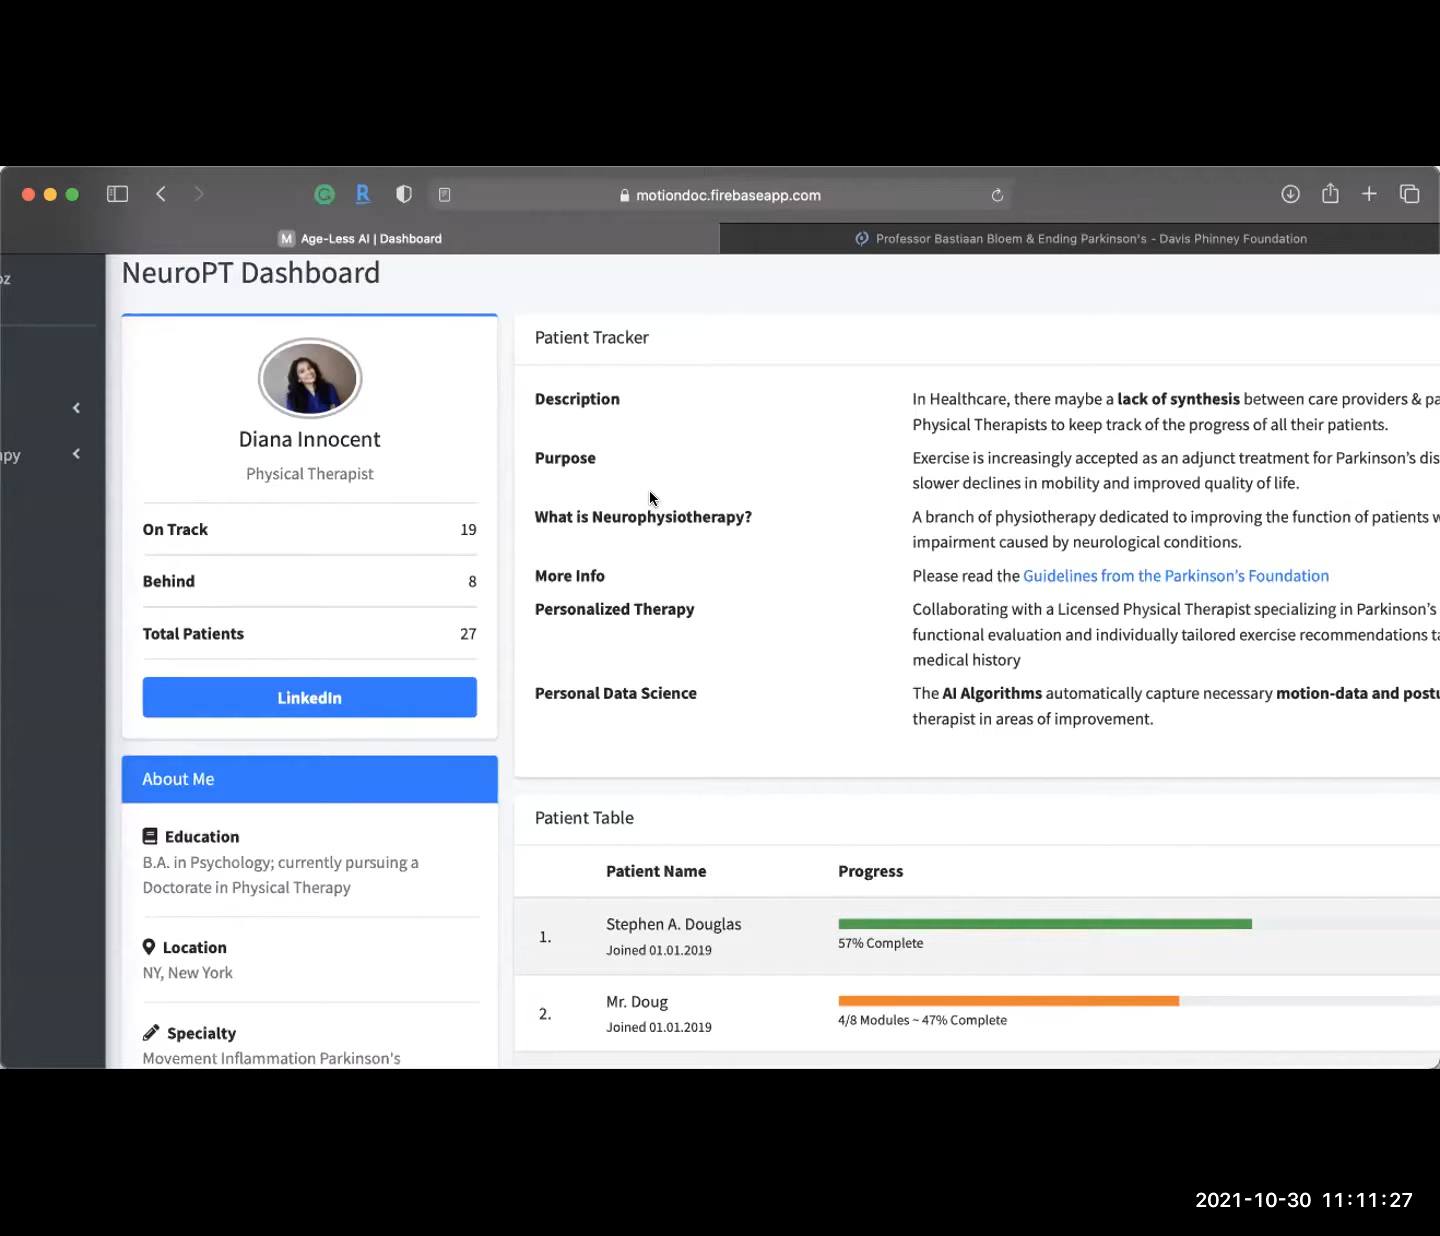 motiondoc.firebaseapp.com
M Age-Less AI | Dashboard
Professor Bastiaan Bloem & Ending Parkinson's - Davis Phinney Foundation
NeuroPT Dashboard
Diana Innocent
Physical Therapist
On Track 19
Behind 8
Total Patients 27
LinkedIn
About Me
Education
B.A. in Psychology; currently pursuing a
Doctorate in Physical Therapy
Location
NY, New York
Specialty
Movement Inflammation Parkinson's
Patient Tracker
Description
In Healthcare, there maybe a lack of synthesis between care providers &
Physical Therapists to keep track of the progress of all their patients.
Purpose
Exercise is increasingly accepted as an adjunct treatment for Parkinson's
slower declines in mobility and improved quality of life.
What is Neurophysiotherapy?
A branch of physiotherapy dedicated to improving the function of patients
impairment caused by neurological conditions.
More Info
Please read the Guidelines from the Parkinson's Foundation
Personalized Therapy
Collaborating with a Licensed Physical Therapist specializing in Parkinson's
functional evaluation and individually tailored exercise recommendations
medical history
Personal Data Science
The AI Algorithms automatically capture necessary motion-data and
therapist in areas of improvement.
Patient Table
Patient Name Progress
1. Stephen A. Douglas
Joined 01.01.2019
57% Complete
2. Mr. Doug
Joined 01.01.2019
4/8 Modules ~ 47% Complete
2021-10-30 11:11:27